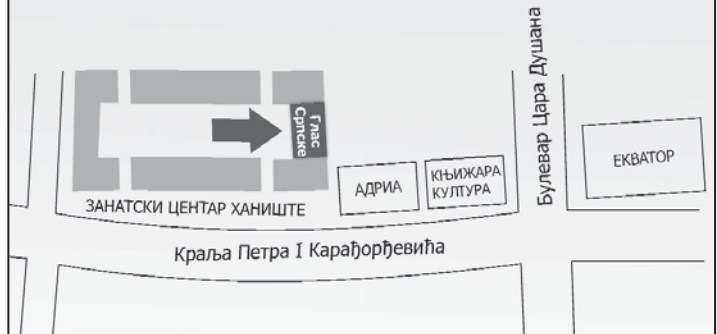 Булевар Цара Душана
Глас
Српске
АДРИА
КЊИЖАРА
КУЛТУРА
ЕКВАТОР
ЗАНАТСКИ ЦЕНТАР ХАНИШТЕ
Краља Петра I Карађорђевића